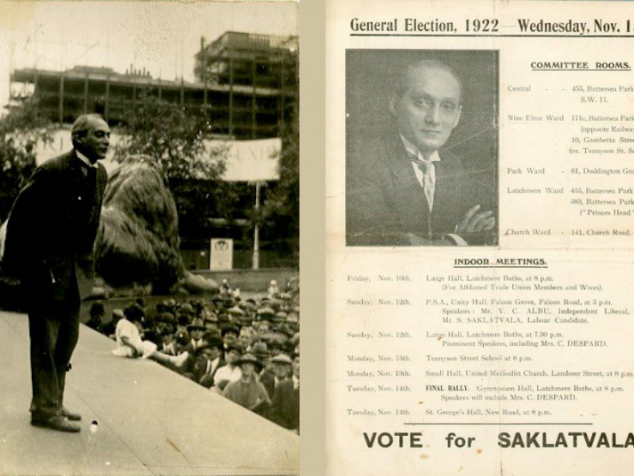 General Election, 1922 Wednesday, Nov. 1
COMMITTEE ROOMS.
Central - - 455, Battersea Park
S.W. 11.
Nine Elms Ward 171c, Battersea Park
(opposite Railway
10, Gambetta Stree
(or. Tennyson St. Sc
Park Ward - 61, Doddington Gro
Latchmere Ward 455, Battersea Park
585, Battersea Park
("Princess Head"
Church Ward - 141, Church Road,
INDOOR MEETINGS.
Friday, Nov. 10th. Large Hall, Latchmere Baths, at 8 p.m.
(For Affiliated Trade Union Members and Wives).
Sunday, Nov. 12th. P.S.A., Unity Hall, Falcon Grove, Falcon Road, at 3 p.m.
Speakers: Mr. V. C. ALBU, Independent Liberal,
Mr. S. SAKLATVALA, Labour Candidate.
Sunday, Nov. 12th. Large Hall, Latchmere Baths, at 7.30 p.m.
Prominent Speakers, including Mrs. C. DESPARD.
Monday, Nov. 13th. Tennyson Street School at 8 p.m.
Monday, Nov. 13th. Small Hall, United Methodist Church, Landseer Street, at 8 p.m.
Tuesday, Nov. 14th. FINAL RALLY. Gymnasium Hall, Latchmere Baths, at 8 p.m.
Speakers will include Mrs. C. DESPARD.
Tuesday, Nov. 14th. St. George's Hall, New Road, at 8 p.m.
VOTE for SAKLATVALA